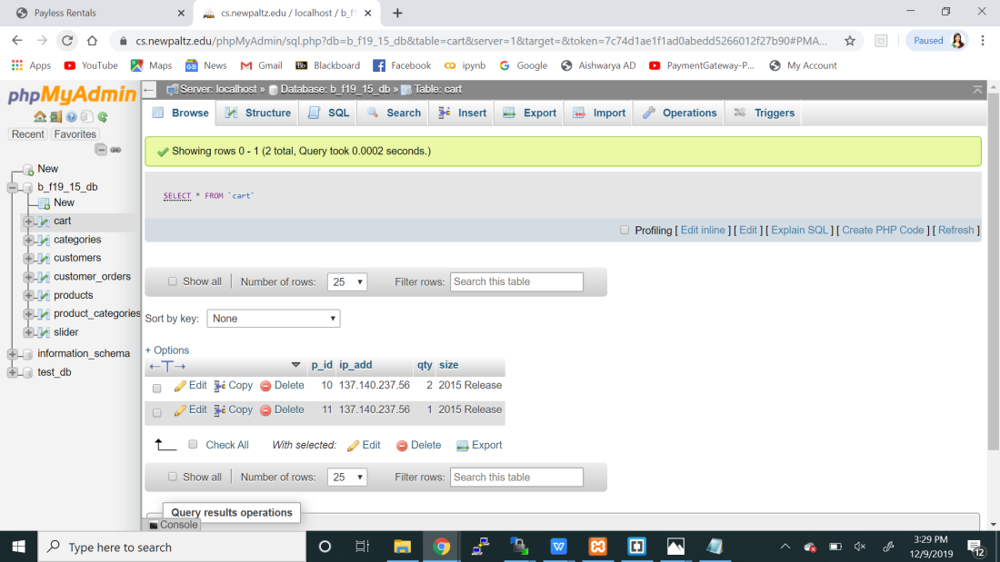 Payless Rentals
cs.newpaltz.edu / localhost / b_f1
cs.newpaltz.edu/phpMyAdmin/sql.php?db=b_f19_15_db&table=cart&server=1&target=&token=7c74d1ae1f1ad0abedd5266012f27b90#PMA...
Paused
Apps YouTube Maps News Gmail Blackboard Facebook ipynb Google Aishwarya AD PaymentGateway-P... My Account
phpMyAdmin
Recent Favorites
New
b_f19_15_db
New
cart
categories
customers
customer_orders
products
product_categories
slider
information_schema
test_db
Server: localhost » Database: b_f19_15_db » Table: cart
Browse Structure SQL Search Insert Export Import Operations Triggers
Showing rows 0 - 1 (2 total, Query took 0.0002 seconds.)
SELECT * FROM `cart`
Profiling [ Edit inline ] [ Edit ] [ Explain SQL ] [ Create PHP Code ] [ Refresh ]
Show all Number of rows: 25 Filter rows: Search this table
Sort by key: None
+ Options
←T→ p_id ip_add qty size
Edit Copy Delete 10 137.140.237.56 2 2015 Release
Edit Copy Delete 11 137.140.237.56 1 2015 Release
Check All With selected: Edit Delete Export
Show all Number of rows: 25 Filter rows: Search this table
Query results operations
Console
Type here to search
3:29 PM
12/9/2019
12